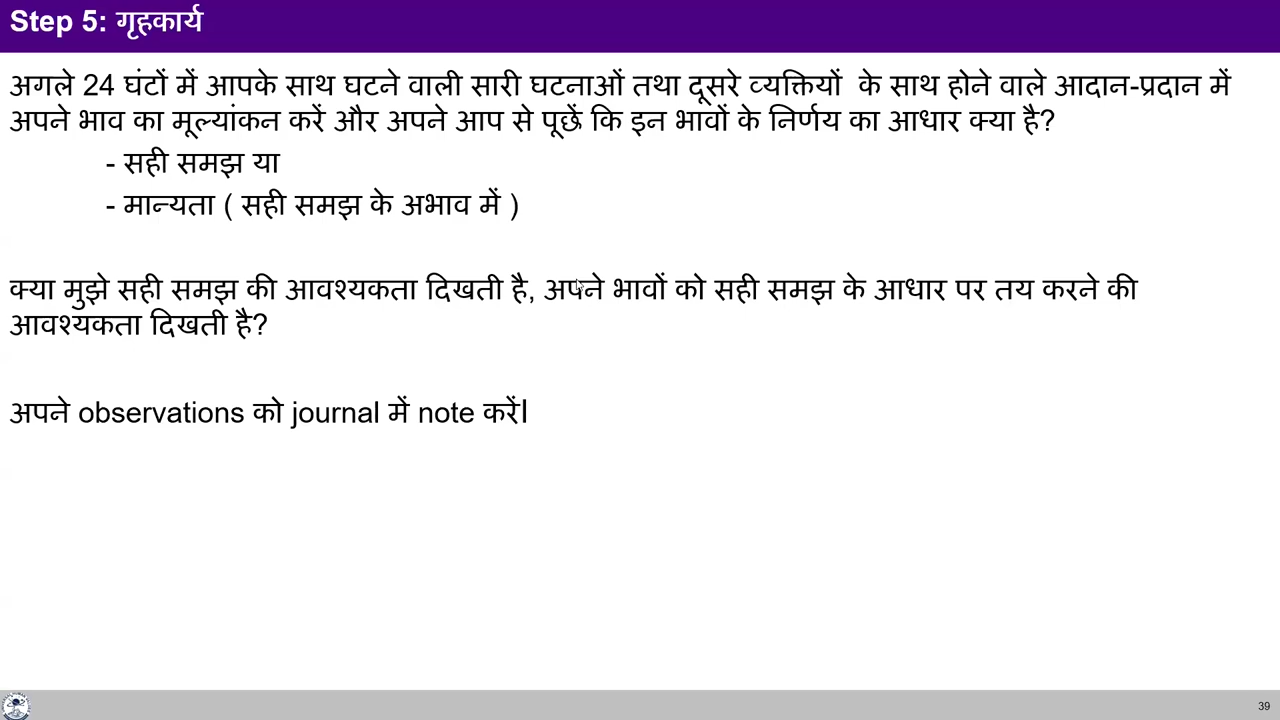 Step 5: गृहकार्य
अगले 24 घंटों में आपके साथ घटने वाली सारी घटनाओं तथा दूसरे व्यक्तियों के साथ होने वाले आदान-प्रदान में
अपने भाव का मूल्यांकन करें और अपने आप से पूछें कि इन भावों के निर्णय का आधार क्या है?
- सही समझ या
- मान्यता ( सही समझ के अभाव में )
क्या मुझे सही समझ की आवश्यकता दिखती है, अपने भावों को सही समझ के आधार पर तय करने की
आवश्यकता दिखती है?
अपने observations को journal में note करें।
39